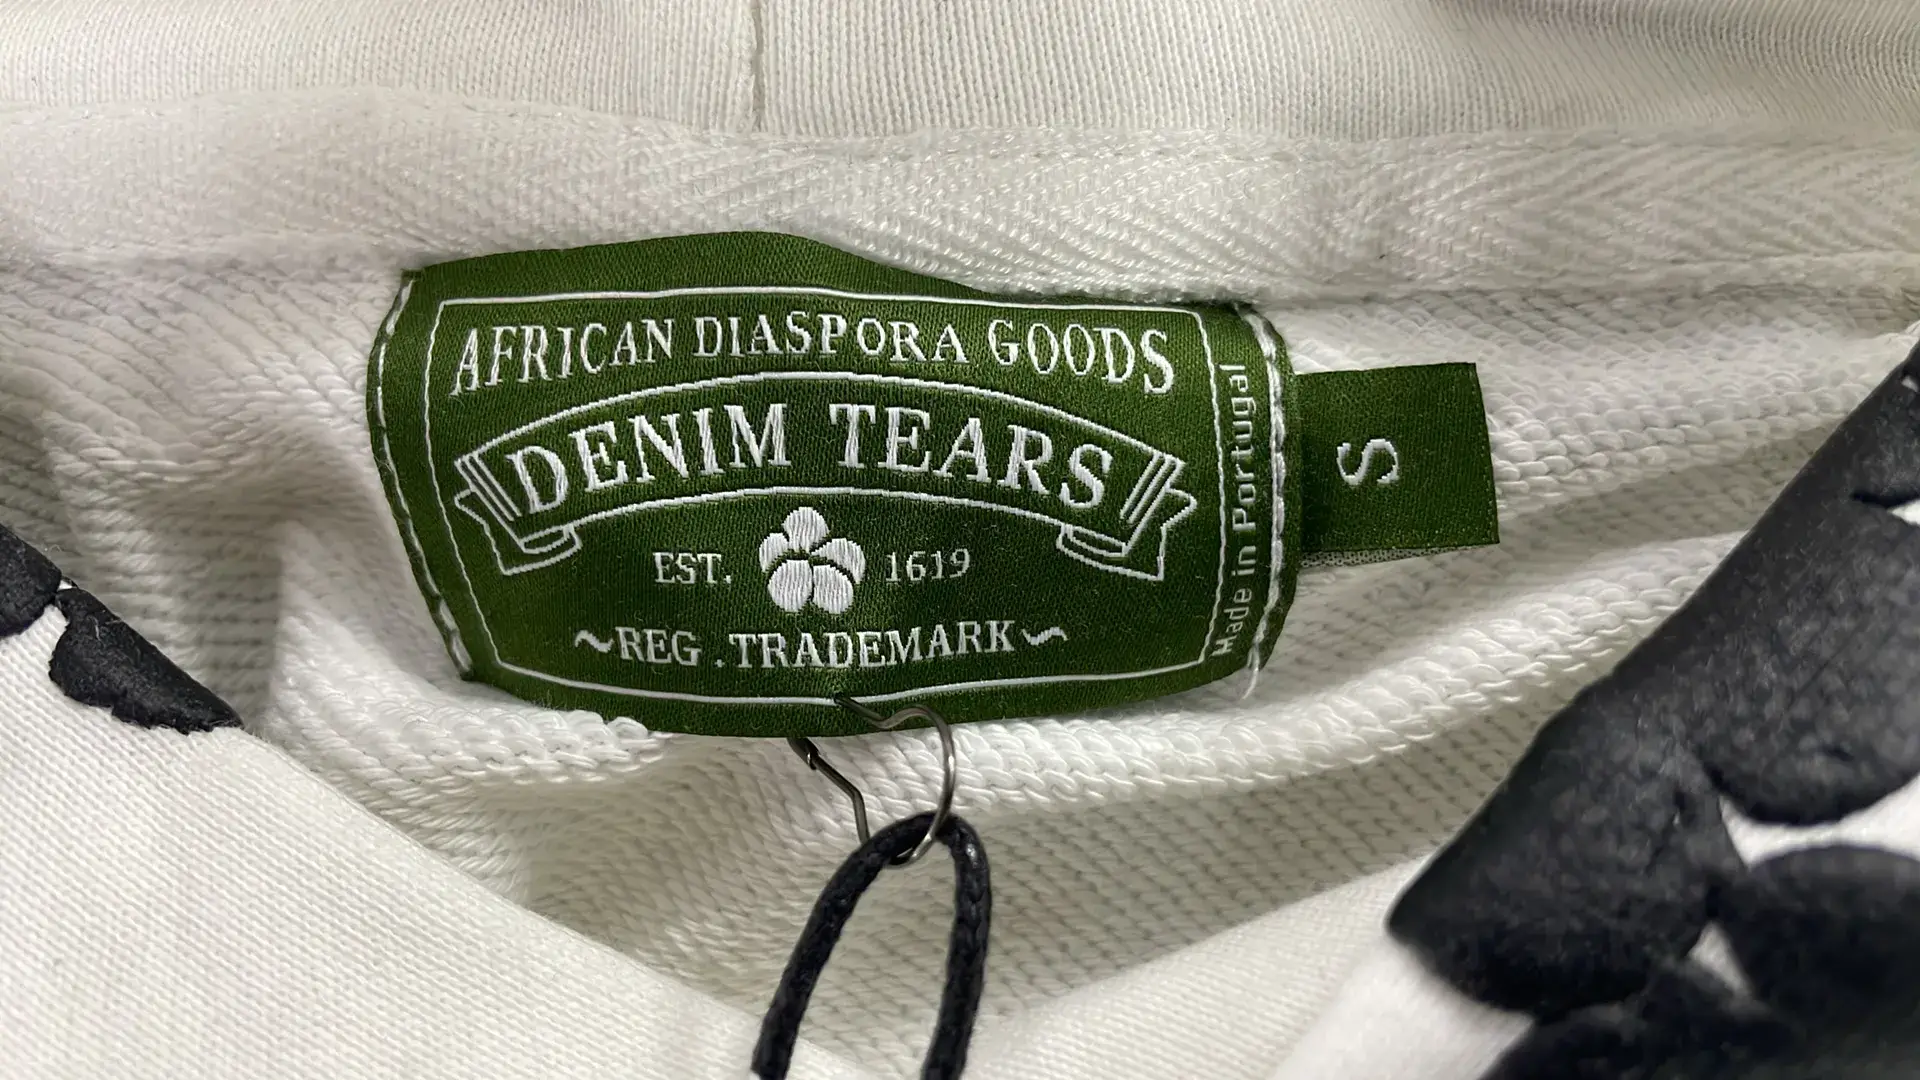 AFRICAN DIASPORA GOODS
DENIM TEARS
EST. 1619
~REG .TRADEMARK~
Made in Portugal
S